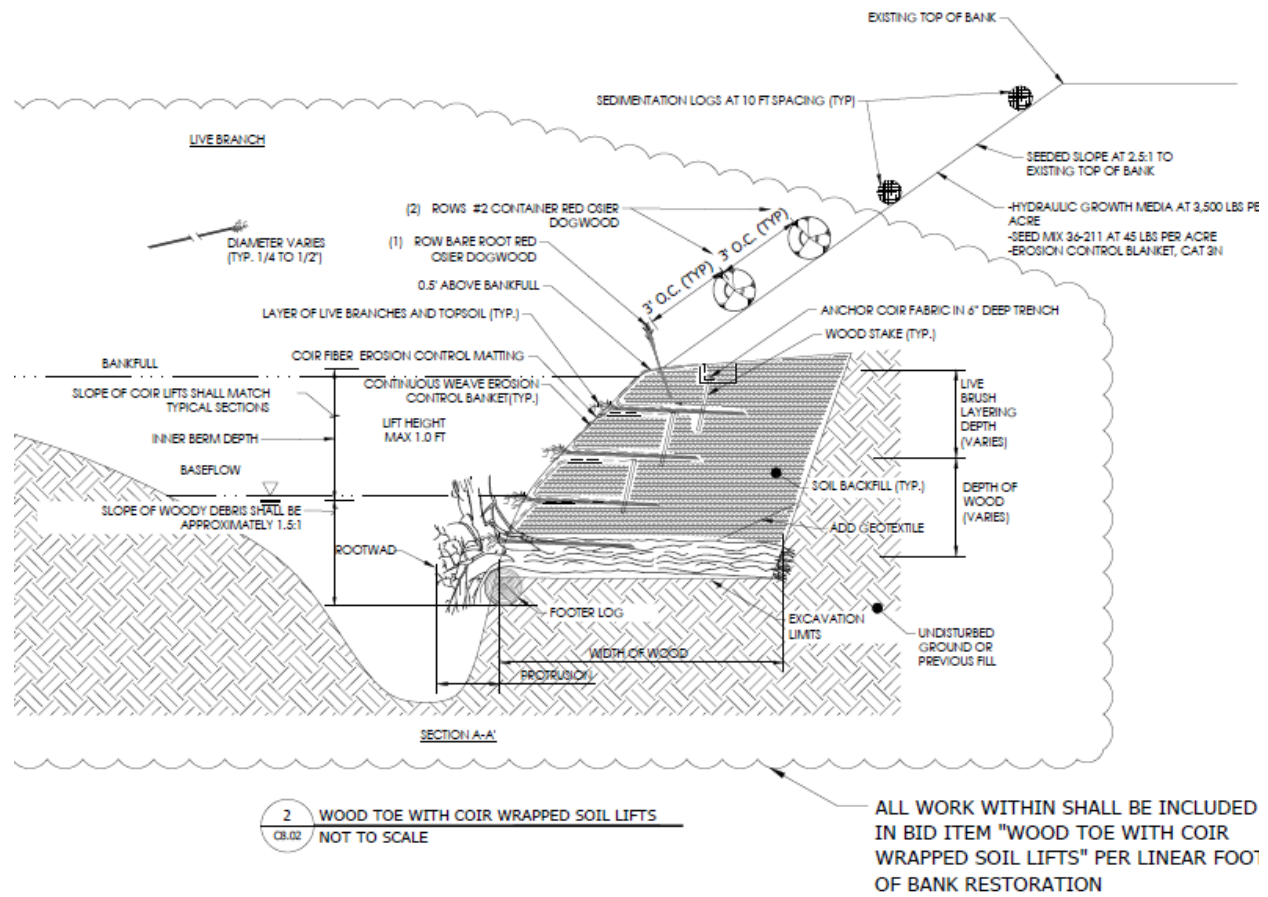 EXISTING TOP OF BANK
SEDIMENTATION LOGS AT 10 FT SPACING (TYP)
LIVE BRANCH
SEEDED SLOPE AT 2.5:1 TO
EXISTING TOP OF BANK
-HYDRAULIC GROWTH MEDIA AT 3,500 LBS PE
ACRE
-SEED MIX 36-211 AT 45 LBS PER ACRE
-EROSION CONTROL BLANKET, CAT 3N
(2) ROWS #2 CONTAINER RED OSIER
DOGWOOD
(1) ROW BARE ROOT RED
OSIER DOGWOOD
DIAMETER VARIES
(TYP. 1/4 TO 1/2")
3' O.C. (TYP)
3' O.C. (TYP)
0.5' ABOVE BANKFULL
LAYER OF LIVE BRANCHES AND TOPSOIL (TYP.)
ANCHOR COIR FABRIC IN 6" DEEP TRENCH
WOOD STAKE (TYP.)
COIR FIBER EROSION CONTROL MATTING
BANKFULL
CONTINUOUS WEAVE EROSION
CONTROL BANKET(TYP.)
SLOPE OF COIR LIFTS SHALL MATCH
TYPICAL SECTIONS
LIFT HEIGHT
MAX 1.0 FT
LIVE
BRUSH
LAYERING
DEPTH
(VARIES)
INNER BERM DEPTH
BASEFLOW
SOIL BACKFILL (TYP.)
DEPTH OF
WOOD
(VARIES)
SLOPE OF WOODY DEBRIS SHALL BE
APPROXIMATELY 1.5:1
ADD GEOTEXTILE
ROOTWAD
FOOTER LOG
EXCAVATION
LIMITS
UNDISTURBED
GROUND OR
PREVIOUS FILL
WIDTH OF WOOD
PROTRUSION
SECTION A-A'
2
C8.02
WOOD TOE WITH COIR WRAPPED SOIL LIFTS
NOT TO SCALE
ALL WORK WITHIN SHALL BE INCLUDED
IN BID ITEM "WOOD TOE WITH COIR
WRAPPED SOIL LIFTS" PER LINEAR FOOT
OF BANK RESTORATION